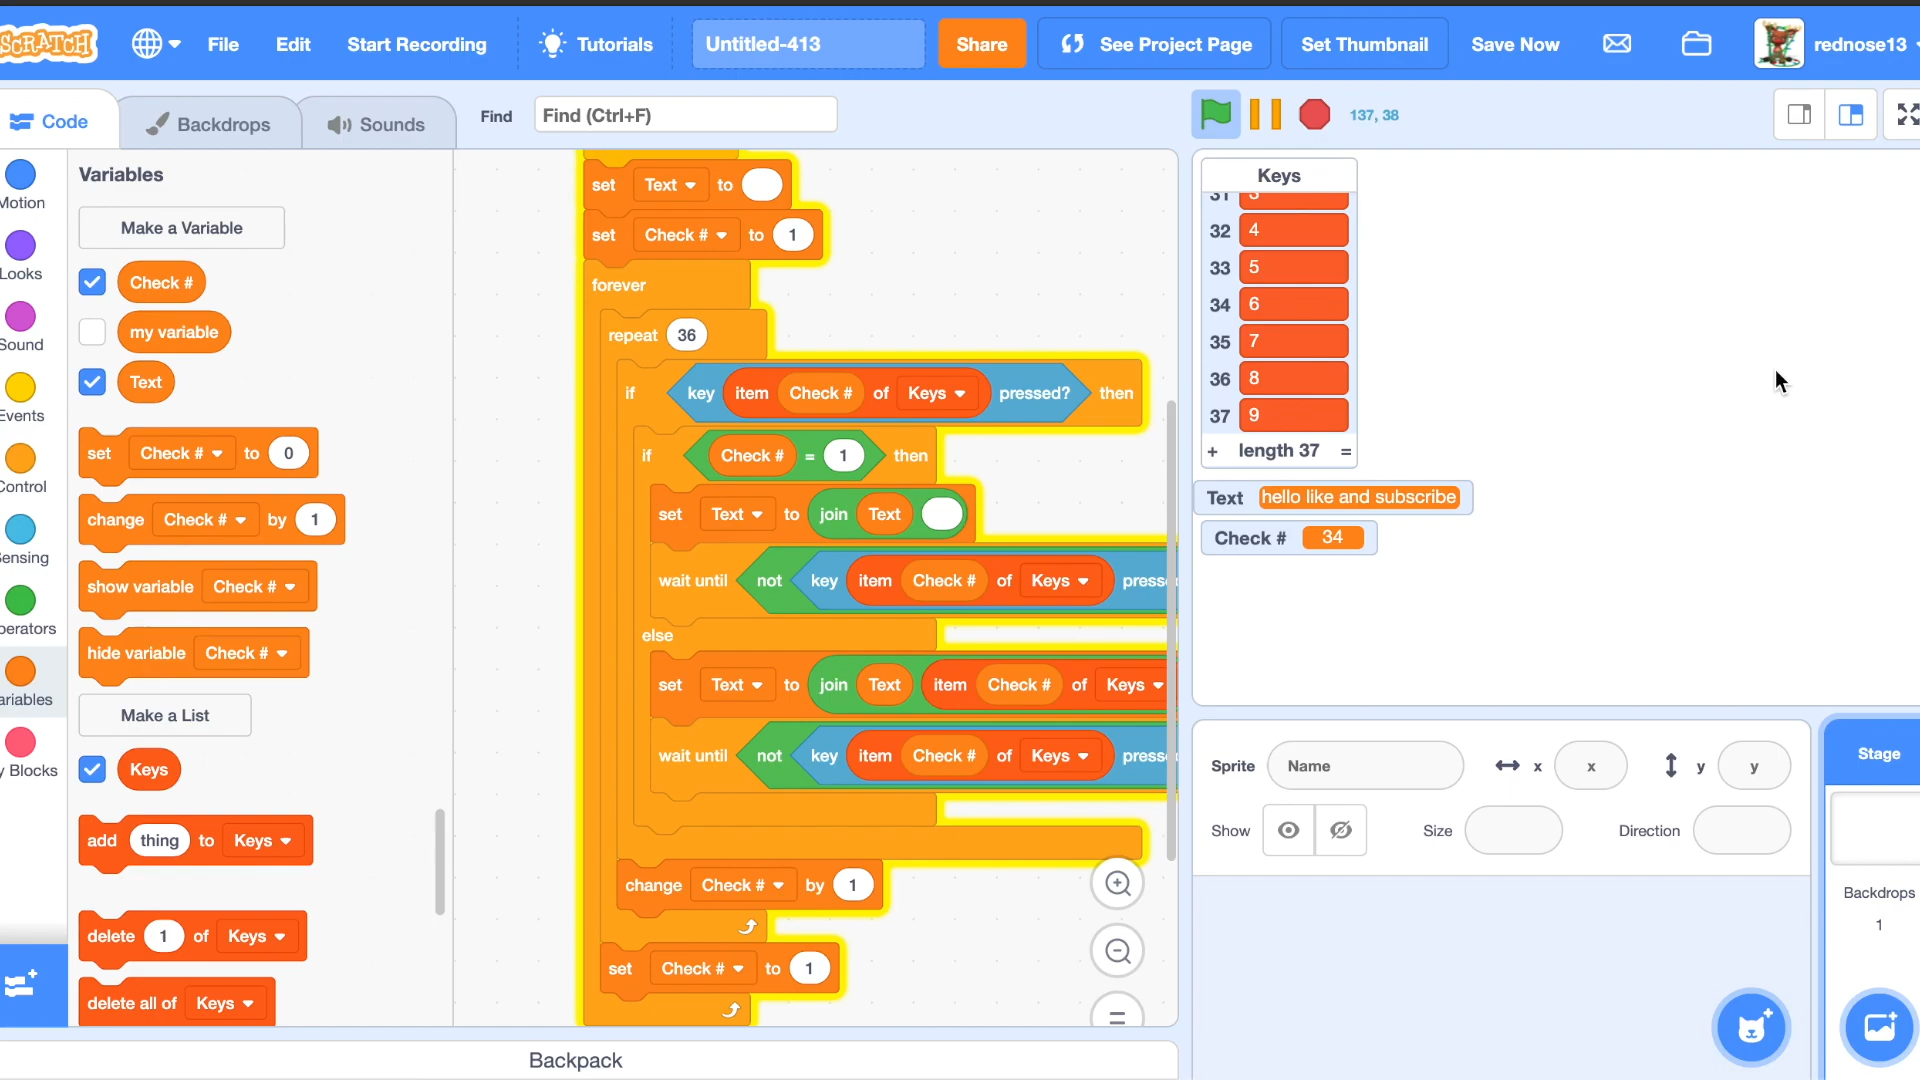 SCRATCH
File
Edit
Start Recording
Tutorials
Untitled-413
Share
See Project Page
Set Thumbnail
Save Now
rednose13
Code
Backdrops
Sounds
Find
Find (Ctrl+F)
137, 38
Motion
Looks
Sound
Events
Control
Sensing
perators
ariables
y Blocks
Variables
Make a Variable
Check #
my variable
Text
set Check # to 0
change Check # by 1
show variable Check #
hide variable Check #
Make a List
Keys
add thing to Keys
delete 1 of Keys
delete all of Keys
set Text to
set Check # to 1
forever
repeat 36
if key item Check # of Keys pressed? then
if Check # = 1 then
set Text to join Text
wait until not key item Check # of Keys presse
else
set Text to join Text item Check # of Keys
wait until not key item Check # of Keys presse
change Check # by 1
set Check # to 1
Backpack
Keys
31 3
32 4
33 5
34 6
35 7
36 8
37 9
+ length 37 =
Text hello like and subscribe
Check # 34
Sprite Name x x y y
Show Size Direction
Stage
Backdrops
1